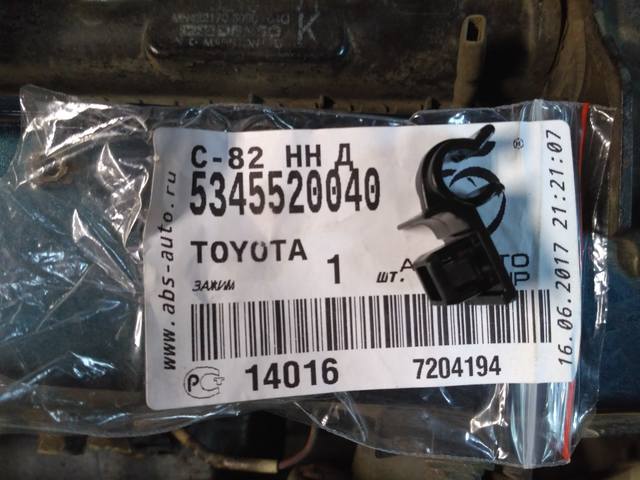 K
С-82 НН Д
5345520040
®
TOYOTA
1
ШТ.
ЗАЖИМ
14016
7204194
www.abs-auto.ru
16.06.2017 21:21:07